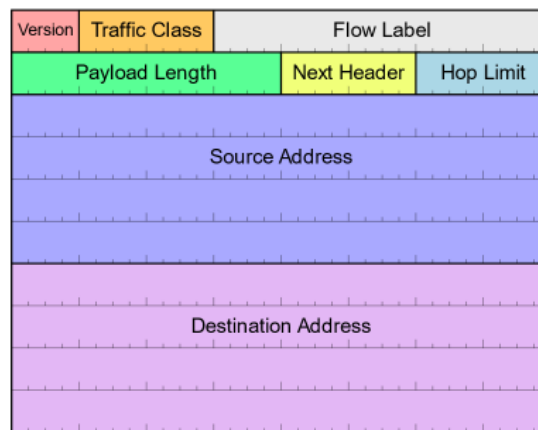 Version Traffic Class Flow Label
Payload Length Next Header Hop Limit
Source Address
Destination Address